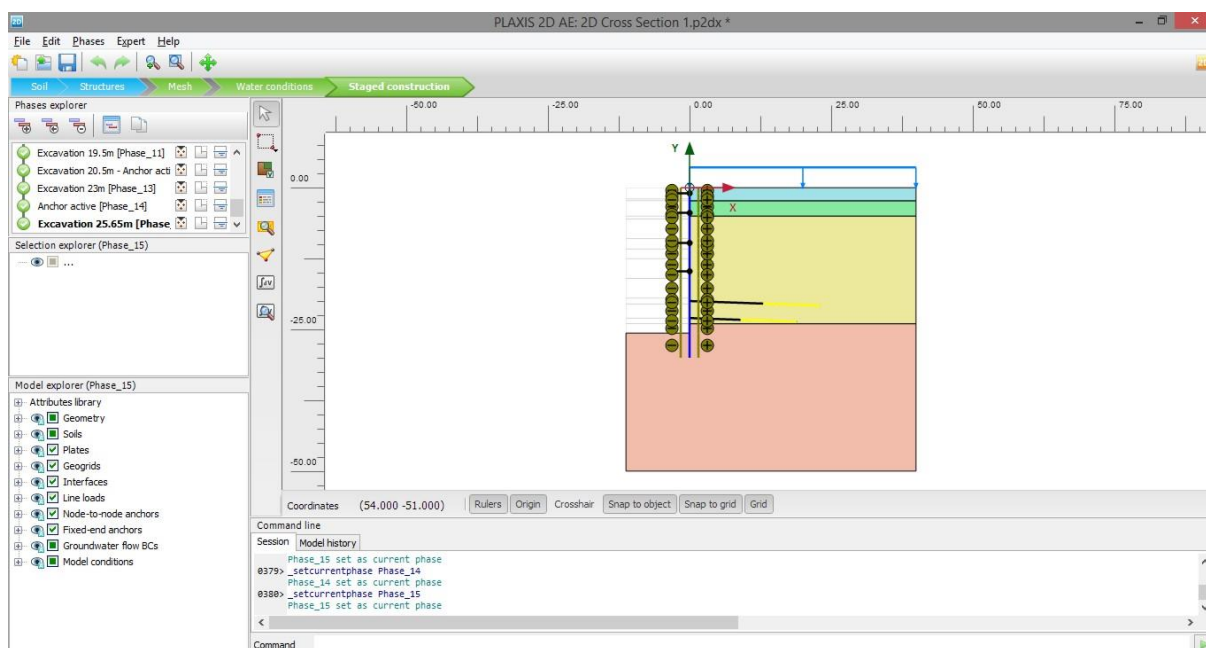 2D
PLAXIS 2D AE: 2D Cross Section 1.p2dx *
File Edit Phases Expert Help
Soil Structures Mesh Water conditions Staged construction
Phases explorer
Excavation 19.5m [Phase_11]
Excavation 20.5m - Anchor acti
Excavation 23m [Phase_13]
Anchor active [Phase_14]
Excavation 25.65m [Phase
Selection explorer (Phase_15)
...
Model explorer (Phase_15)
Attributes library
Geometry
Soils
Plates
Geogrids
Interfaces
Line loads
Node-to-node anchors
Fixed-end anchors
Groundwater flow BCs
Model conditions
-50.00 -25.00 0.00 25.00 50.00 75.00
0.00
-25.00
-50.00
Y
X
Coordinates (54.000 -51.000) Rulers Origin Crosshair Snap to object Snap to grid Grid
Command line
Session Model history
Phase_15 set as current phase
0379> _setcurrentphase Phase_14
Phase_14 set as current phase
0380> _setcurrentphase Phase_15
Phase_15 set as current phase
Command